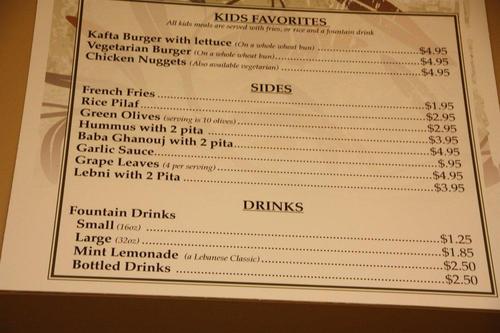 KIDS FAVORITES
All kids meals are served with fries, or rice and a fountain drink
Kafta Burger with lettuce (On a whole wheat bun) $4.95
Vegetarian Burger (On a whole wheat bun) $4.95
Chicken Nuggets (Also available vegetarian) $4.95
SIDES
French Fries $1.95
Rice Pilaf $2.95
Green Olives (serving is 10 olives) $2.95
Hummus with 2 pita $3.95
Baba Ghanouj with 2 pita $4.95
Garlic Sauce $.95
Grape Leaves (4 per serving) $4.95
Lebni with 2 Pita $3.95
DRINKS
Fountain Drinks
Small (16oz) $1.25
Large (32oz) $1.85
Mint Lemonade (a Lebanese Classic) $2.50
Bottled Drinks $2.50